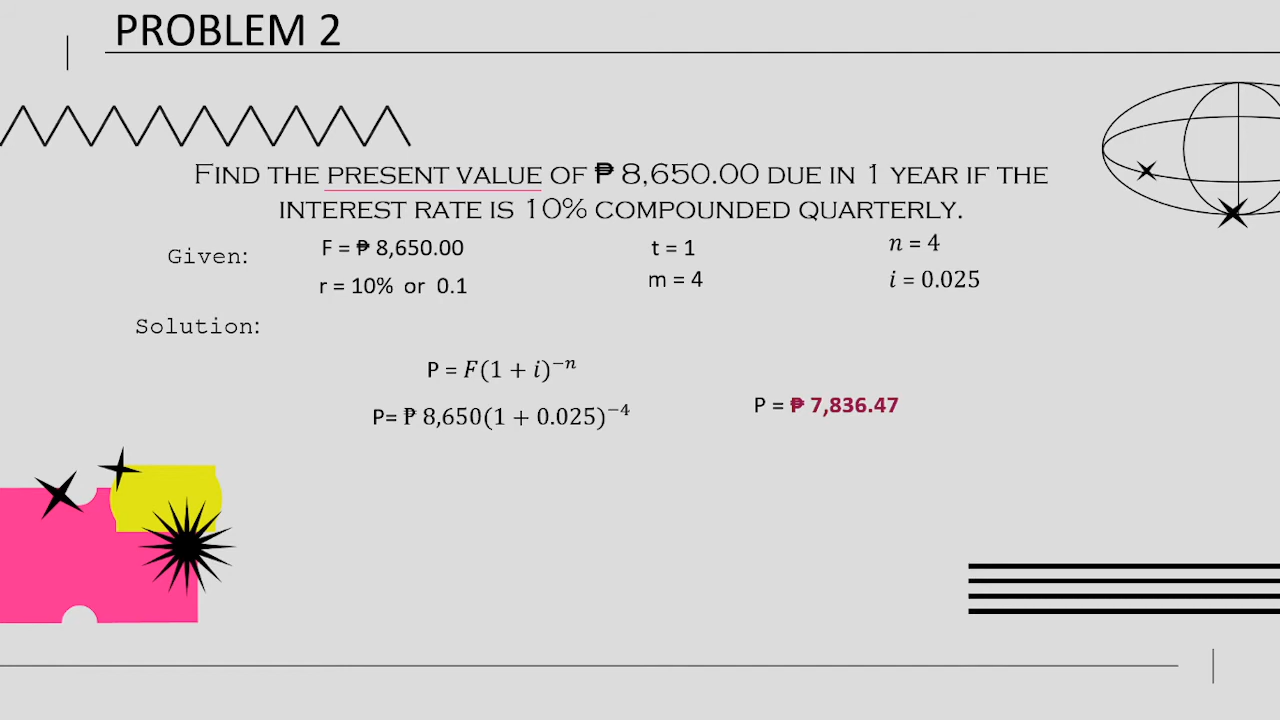 PROBLEM 2
FIND THE PRESENT VALUE OF ₱ 8,650.00 DUE IN 1 YEAR IF THE
INTEREST RATE IS 10% COMPOUNDED QUARTERLY.
Given: F = ₱ 8,650.00 t = 1 n = 4
r = 10% or 0.1 m = 4 i = 0.025
Solution:
P = F(1 + i)⁻ⁿ
P= ₱ 8,650(1 + 0.025)⁻⁴ P = ₱ 7,836.47